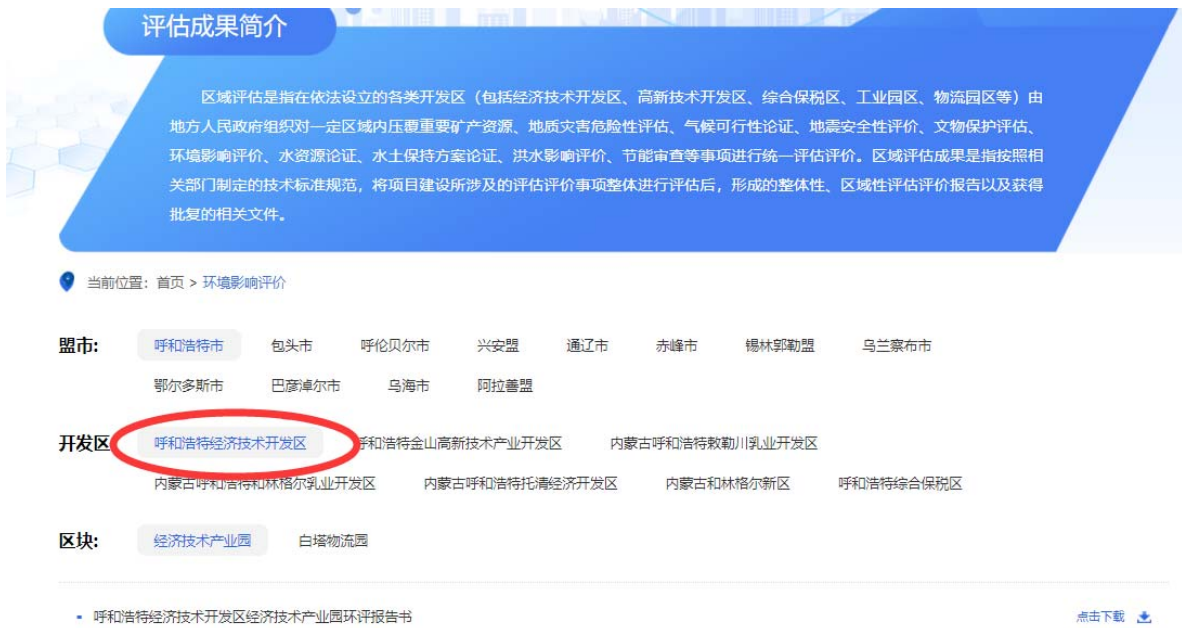 评估成果简介
区域评估是指在依法设立的各类开发区（包括经济技术开发区、高新技术开发区、综合保税区、工业园区、物流园区等）由
地方人民政府组织对一定区域内压覆重要矿产资源、地质灾害危险性评估、气候可行性论证、地震安全性评价、文物保护评估、
环境影响评价、水资源论证、水土保持方案论证、洪水影响评价、节能审查等事项进行统一评估评价。区域评估成果是指按照相
关部门制定的技术标准规范，将项目建设所涉及的评估评价事项整体进行评估后，形成的整体性、区域性评估评价报告以及获得
批复的相关文件。
当前位置：首页 > 环境影响评价
盟市: 呼和浩特市 包头市 呼伦贝尔市 兴安盟 通辽市 赤峰市 锡林郭勒盟 乌兰察布市
鄂尔多斯市 巴彦淖尔市 乌海市 阿拉善盟
开发区 呼和浩特经济技术开发区 呼和浩特金山高新技术产业开发区 内蒙古呼和浩特敕勒川乳业开发区
内蒙古呼和浩特和林格尔乳业开发区 内蒙古呼和浩特托清经济开发区 内蒙古和林格尔新区 呼和浩特综合保税区
区块: 经济技术产业园 白塔物流园
呼和浩特经济技术开发区经济技术产业园环评报告书 点击下载